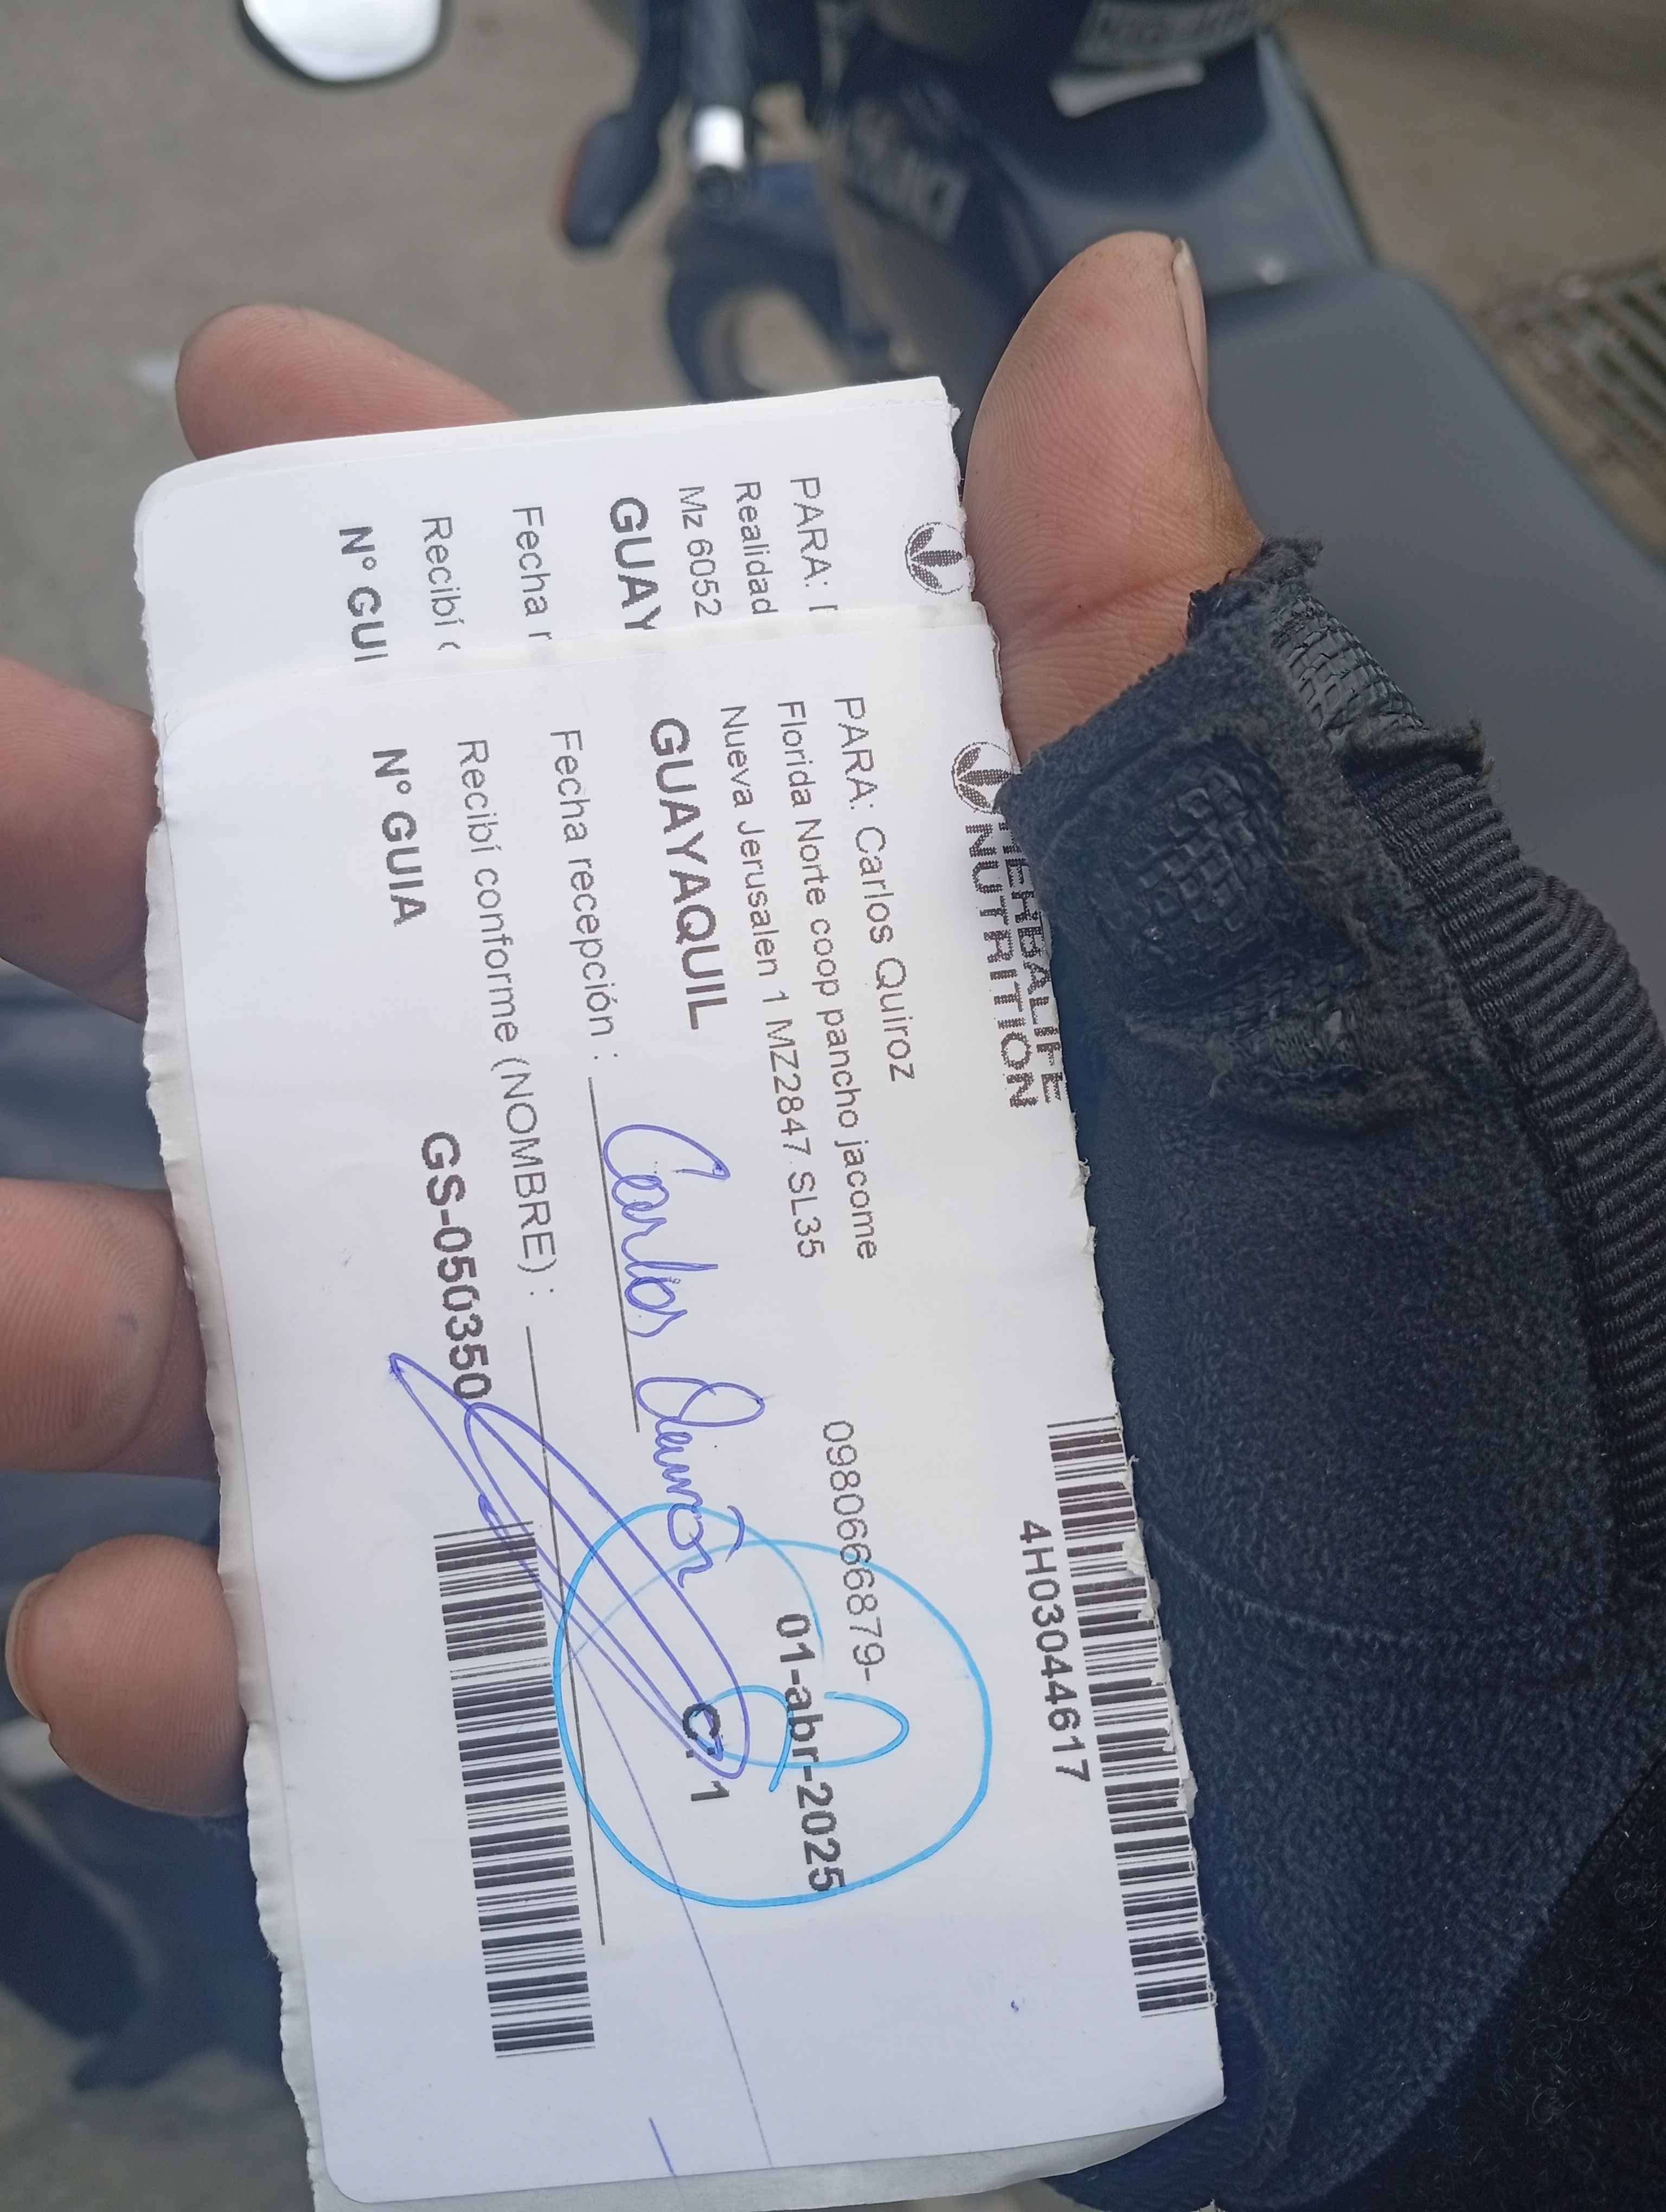 HERBALIFE
NUTRITION
4H03044617
PARA: Carlos Quiroz
Florida Norte coop pancho jacome
0980666879-
Nueva Jerusalen 1 MZ2847 SL35
01-abr-2025
GUAYAQUIL
C: 1
Fecha recepción :
Carlos Quiroz
Recibí conforme (NOMBRE) :
Nº GUIA
GS-050350
PARA:
Realidad
Mz 6052
GUAY
Fecha r
Recibí c
Nº GUI